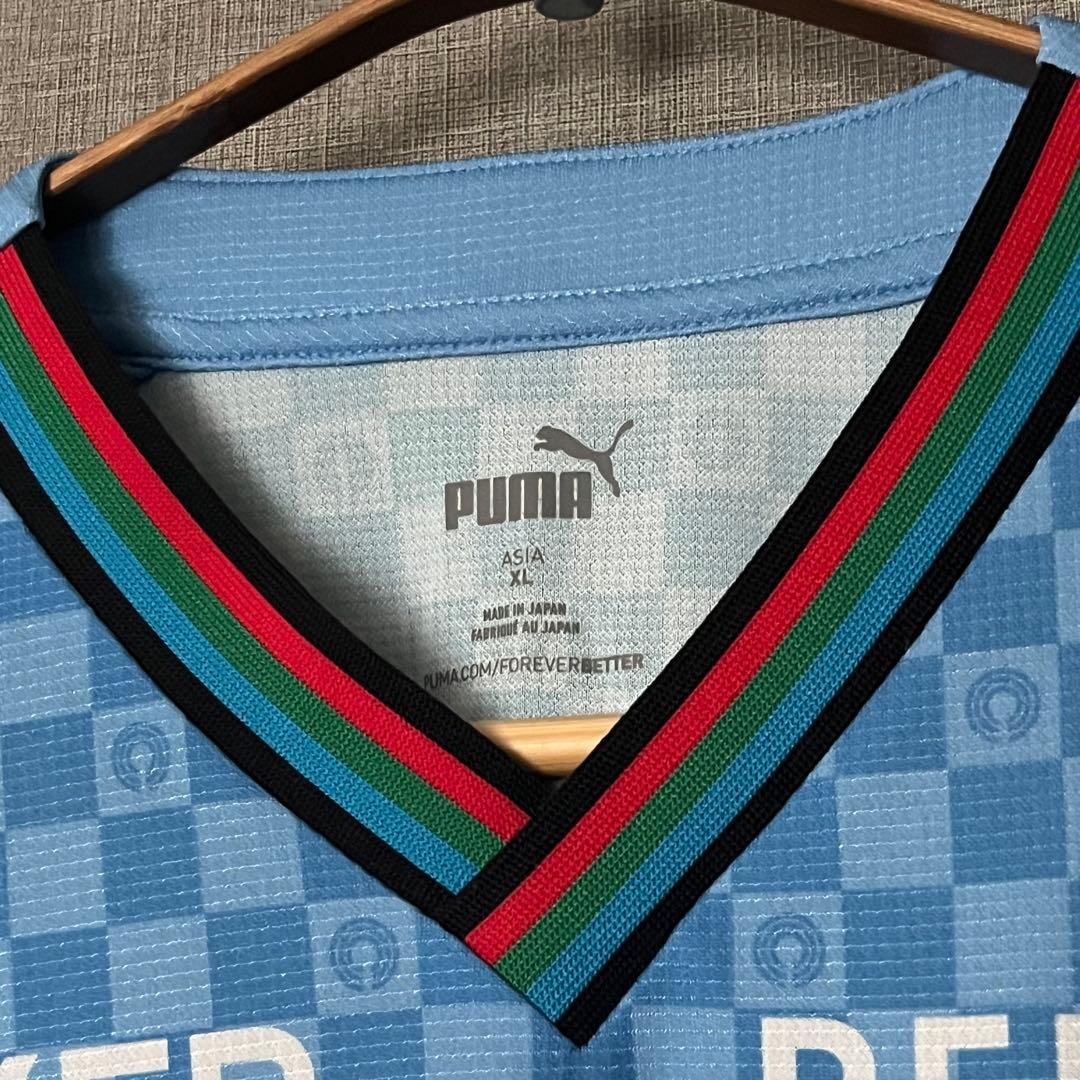 PUMA
ASIA
XL
MADE IN JAPAN
FABRIQUÉ AU JAPAN
PUMA.COM/FOREVERBETTER